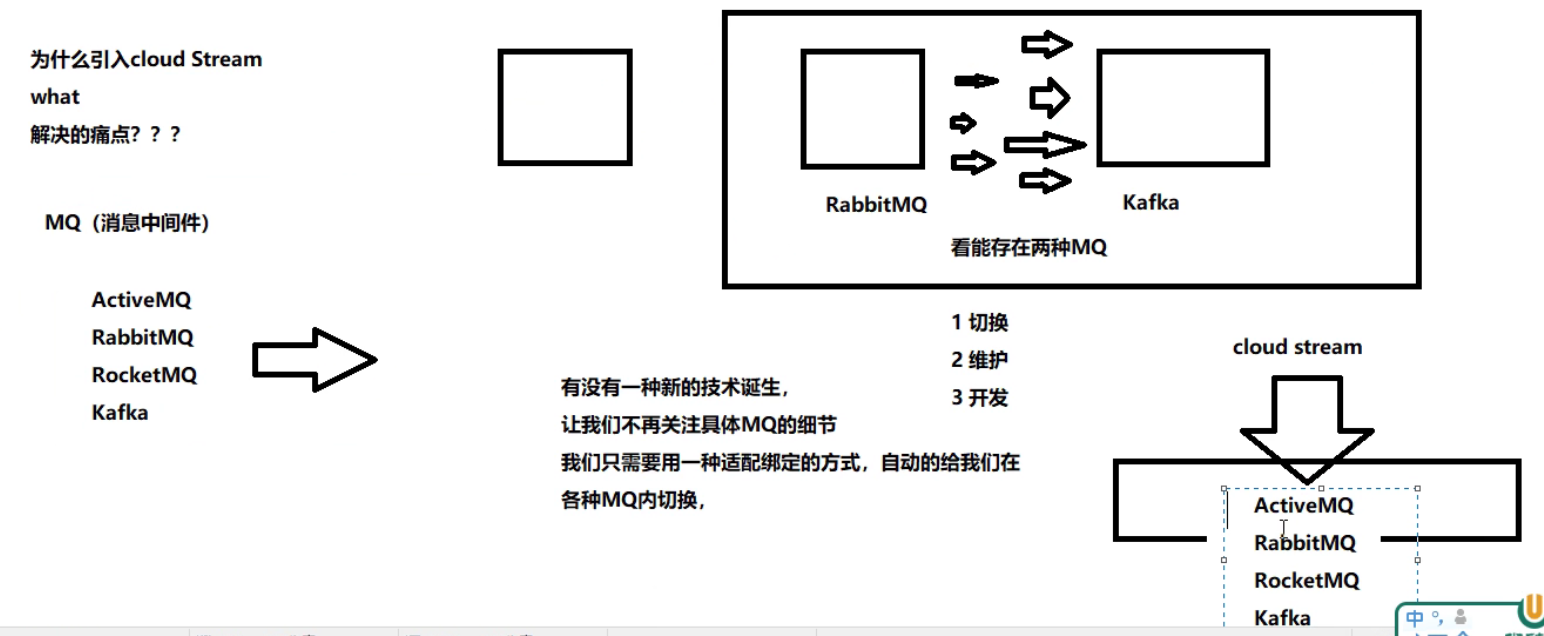 为什么引入cloud Stream
what
解决的痛点？？？
MQ（消息中间件）
ActiveMQ
RabbitMQ
RocketMQ
Kafka
RabbitMQ
Kafka
看能存在两种MQ
1 切换
2 维护
3 开发
有没有一种新的技术诞生，
让我们不再关注具体MQ的细节
我们只需要用一种适配绑定的方式，自动的给我们在
各种MQ内切换，
cloud stream
ActiveMQ
RabbitMQ
RocketMQ
Kafka
中